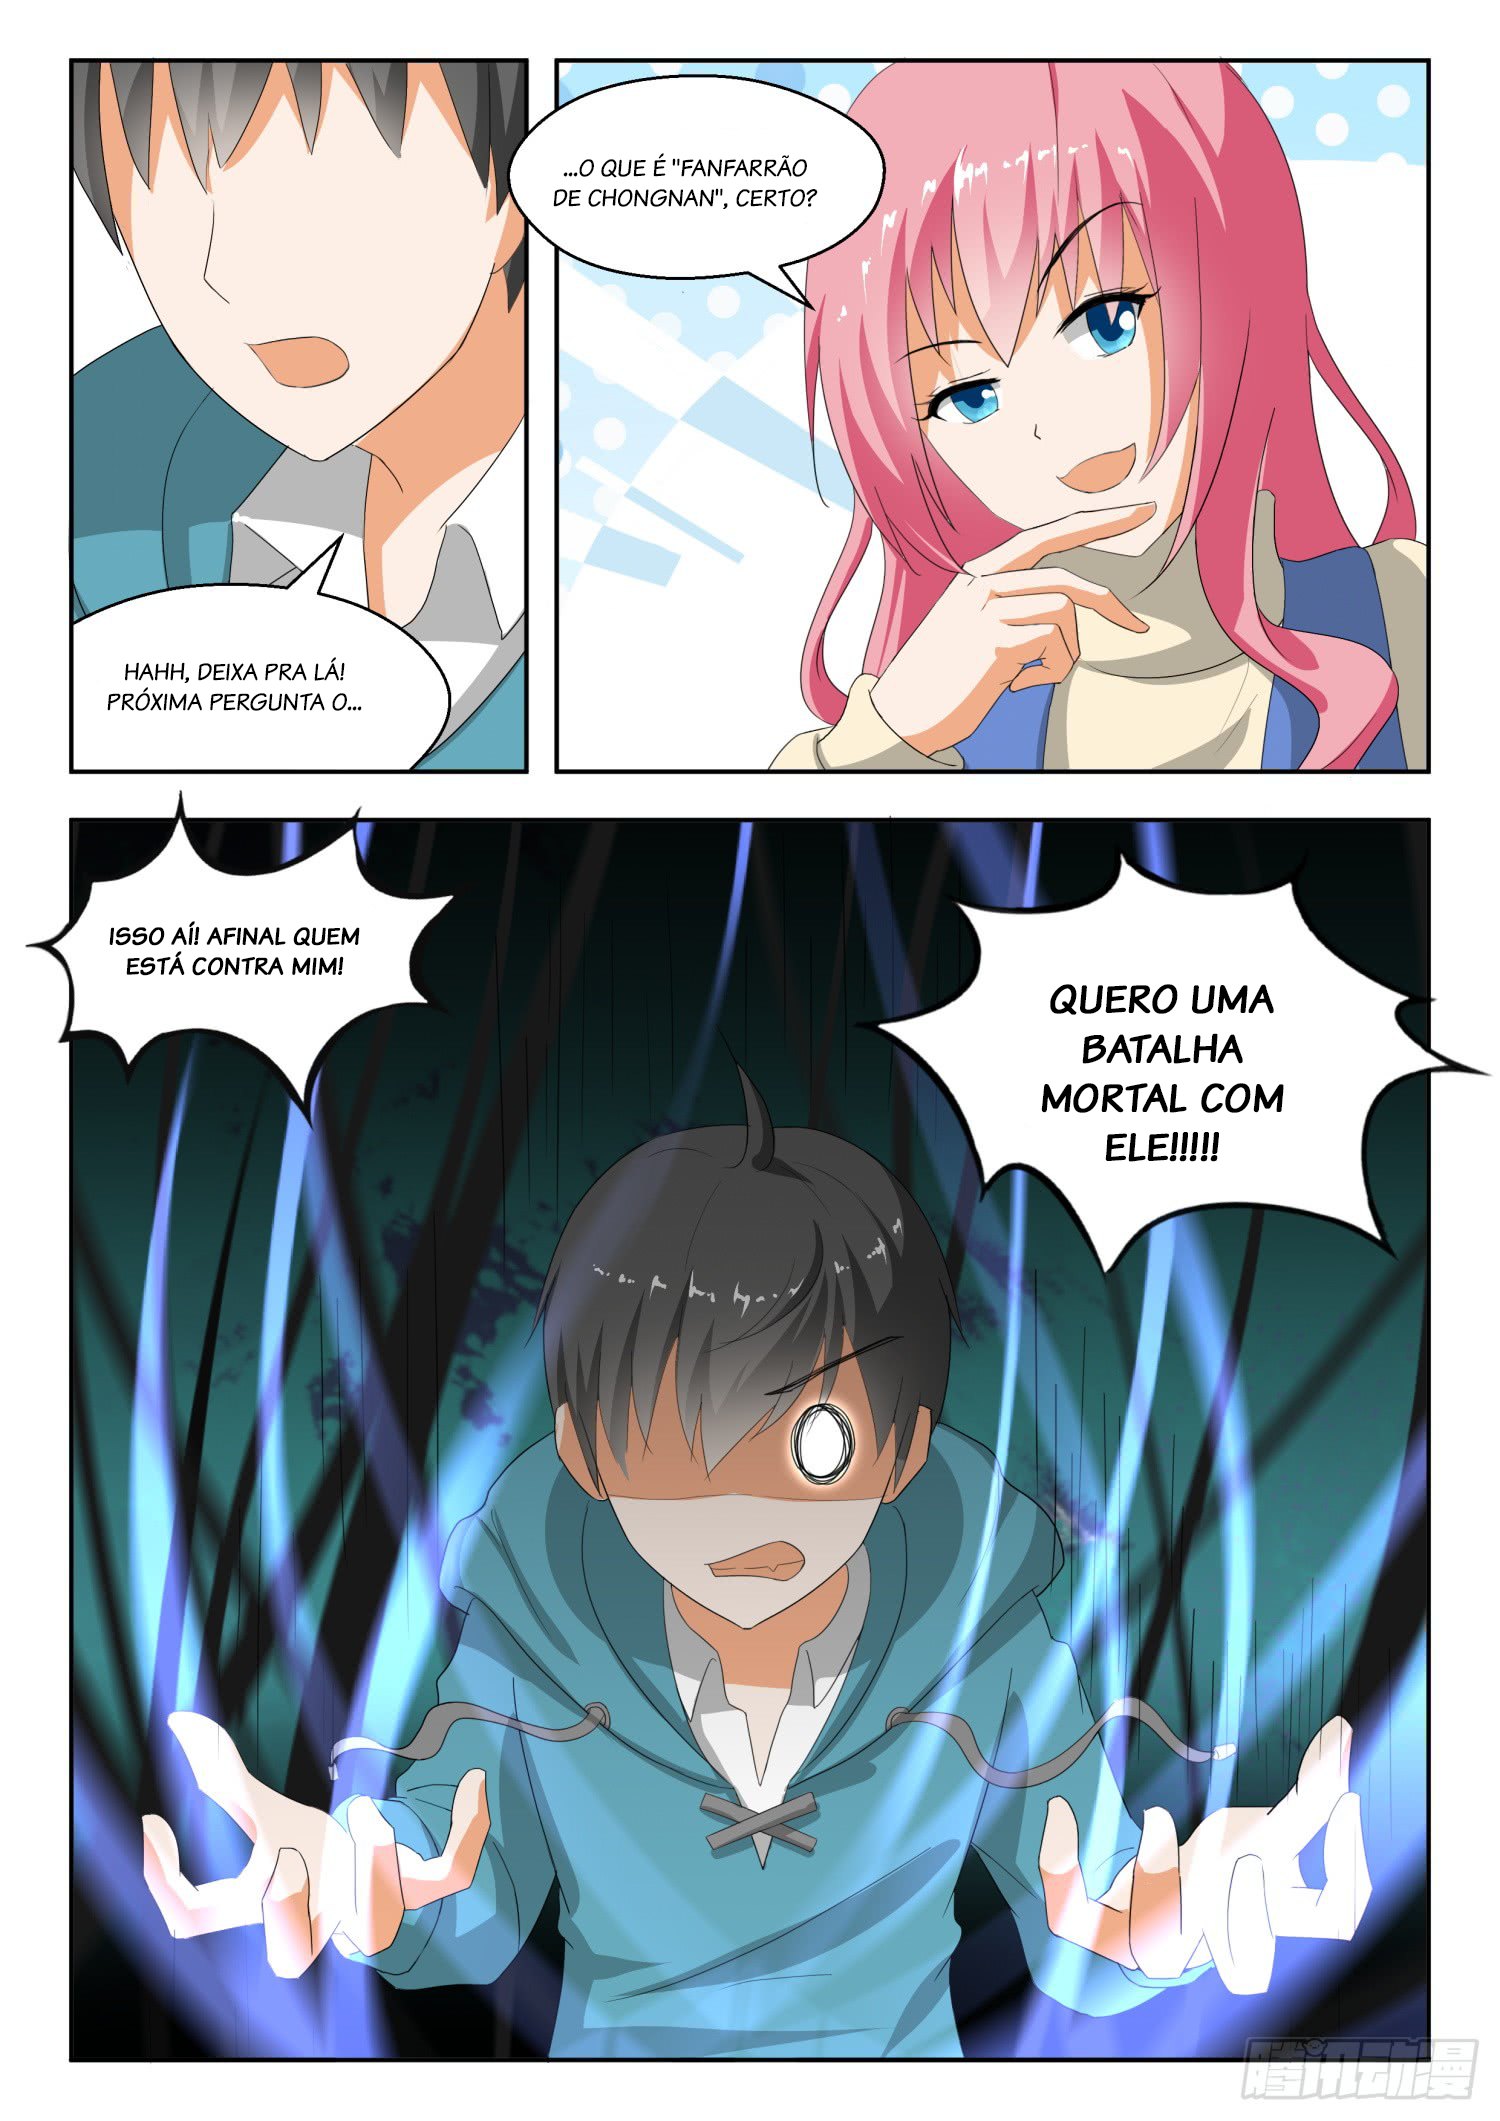 HAHH, DEIXA PRA LÁ!
PRÓXIMA PERGUNTA O...
...O QUE É "FANFARRÃO
DE CHONGNAN", CERTO?
ISSO AÍ! AFINAL QUEM
ESTÁ CONTRA MIM!
QUERO UMA
BATALHA
MORTAL COM
ELE!!!!!
腾讯动漫